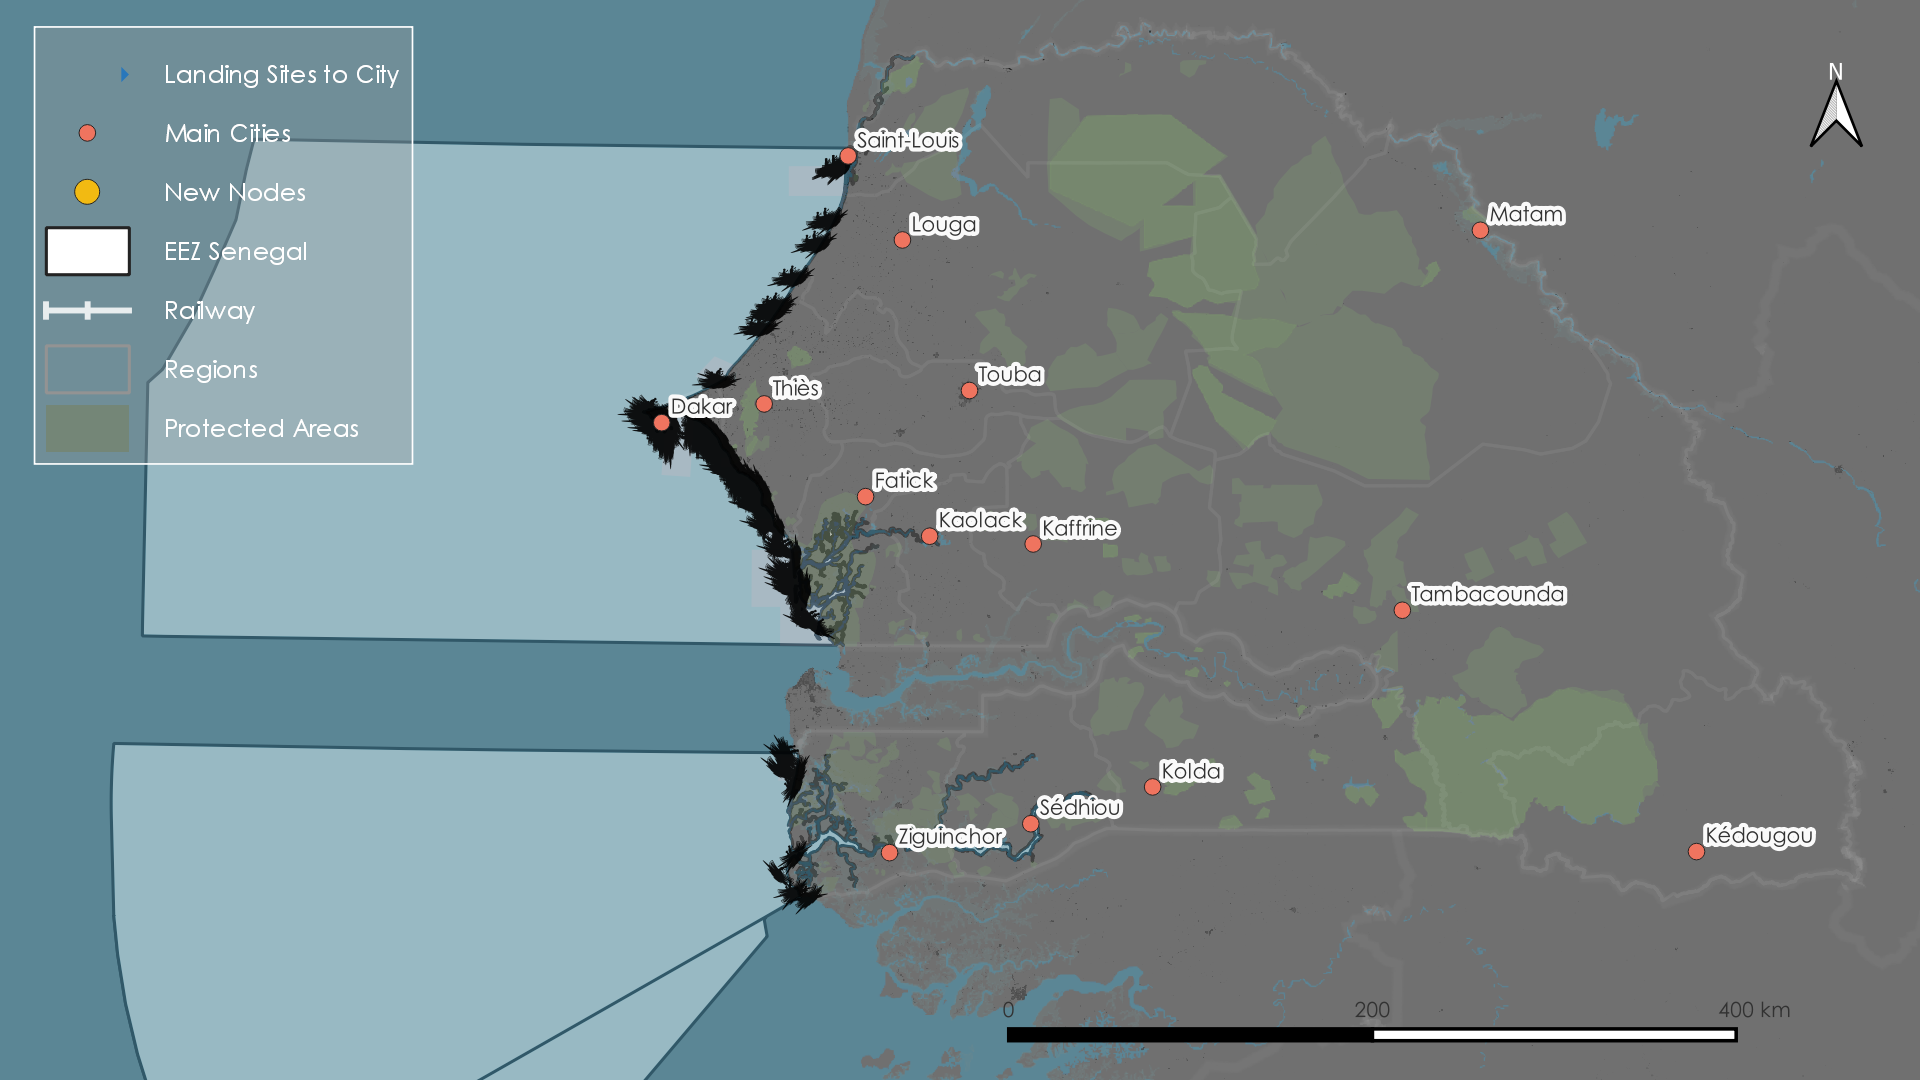 Landing Sites to City
Main Cities
New Nodes
EEZ Senegal
Railway
Regions
Protected Areas
N
Saint-Louis
Louga
Matam
Touba
Thiès
Dakar
Fatick
Kaolack
Kaffrine
Tambacounda
Kolda
Sédhiou
Ziguinchor
Kédougou
0 200 400 km